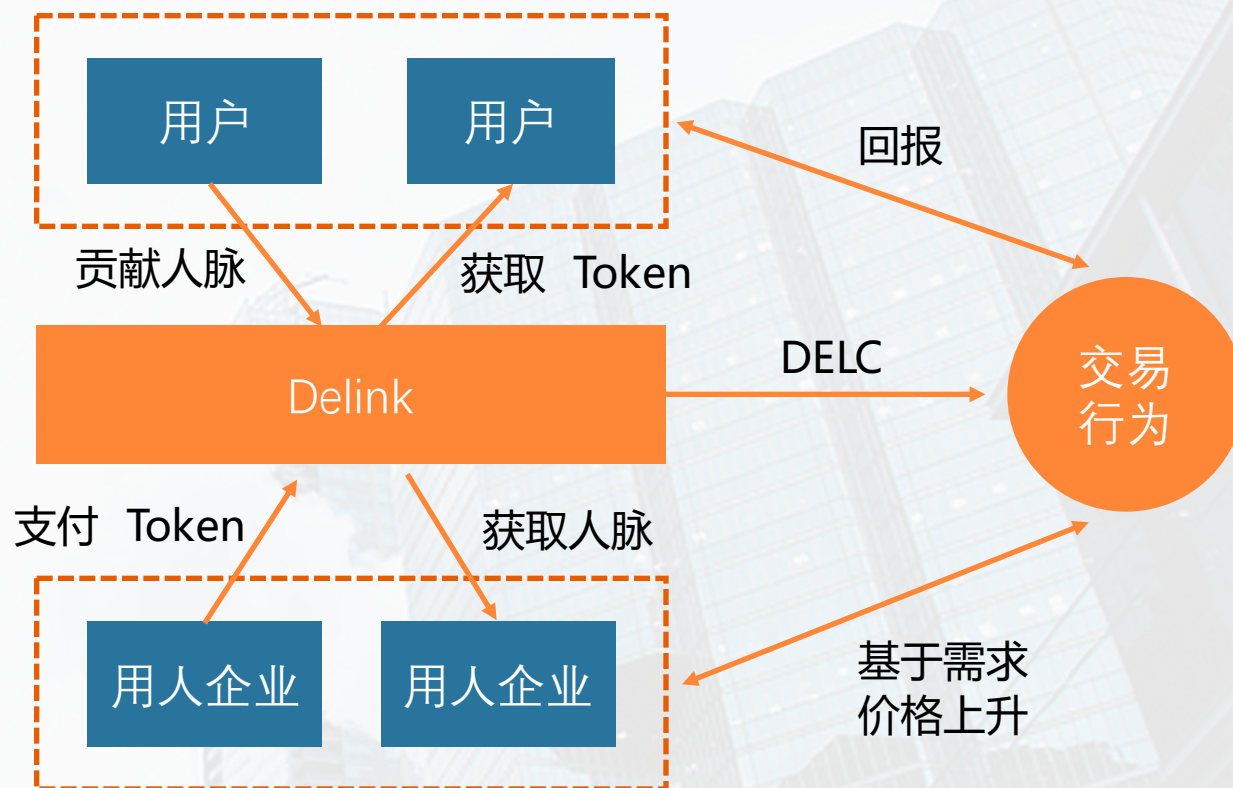 用户
用户
回报
贡献人脉
获取 Token
Delink
DELC
交易
行为
支付 Token
获取人脉
用人企业
用人企业
基于需求
价格上升